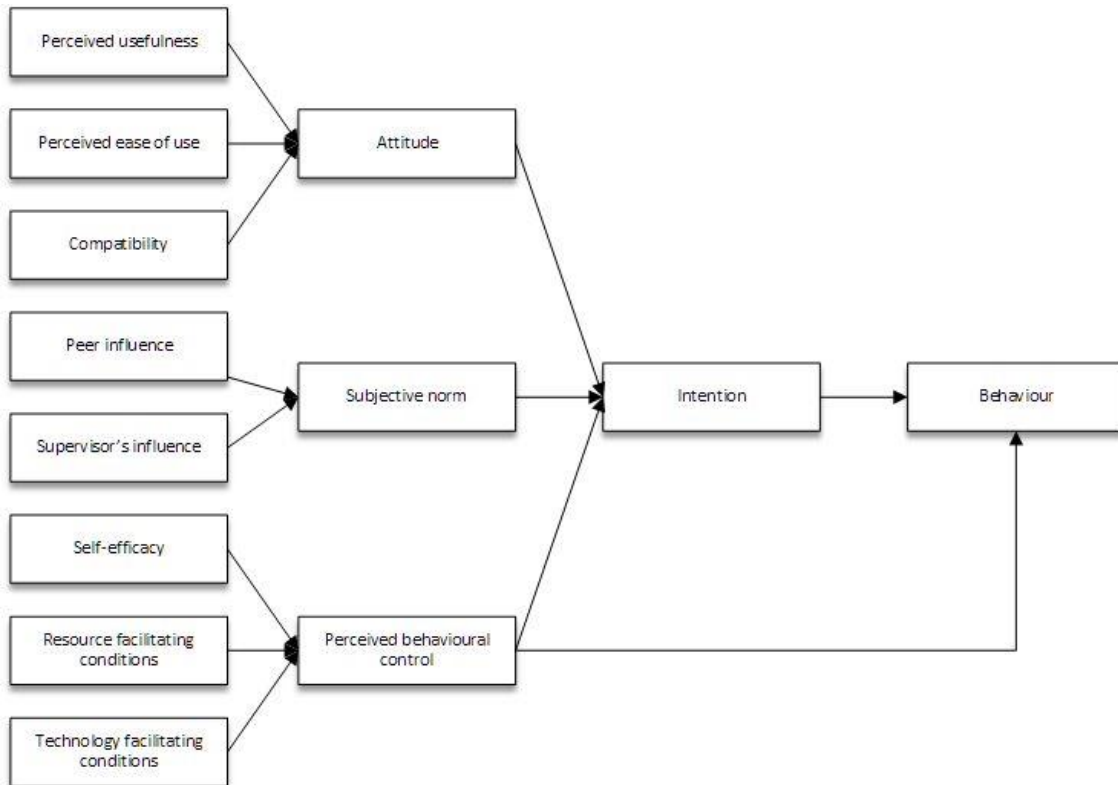 Perceived usefulness
Perceived ease of use
Attitude
Compatibility
Peer influence
Subjective norm
Intention
Behaviour
Supervisor's influence
Self-efficacy
Resource facilitating
conditions
Perceived behavioural
control
Technology facilitating
conditions